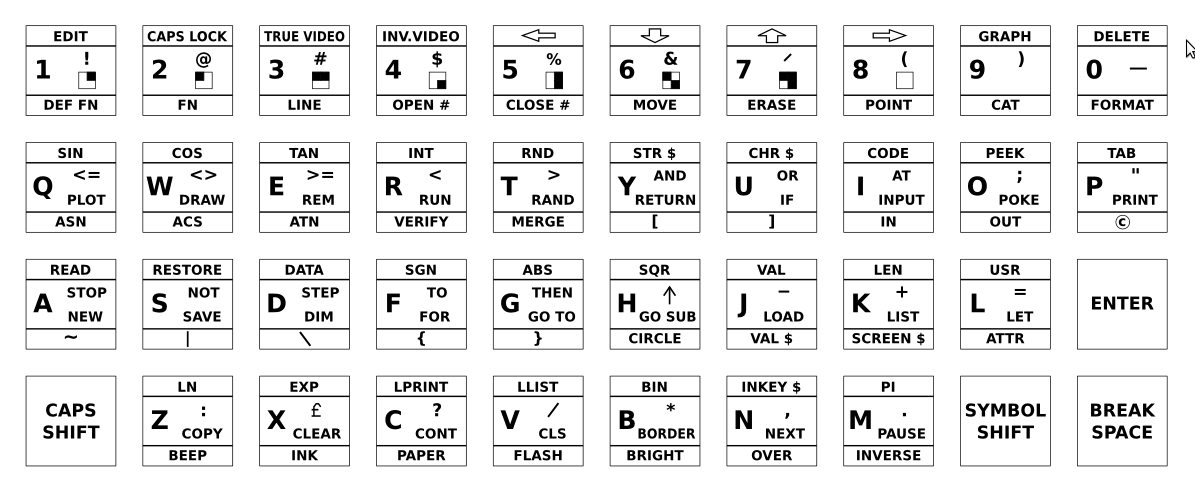 EDIT CAPS LOCK TRUE VIDEO INV.VIDEO GRAPH DELETE
! @ # $ % & ' ( )
1 2 3 4 5 6 7 8 9 0 —
DEF FN FN LINE OPEN # CLOSE # MOVE ERASE POINT CAT FORMAT
SIN COS TAN INT RND STR $ CHR $ CODE PEEK TAB
<= <> >= < > AND OR AT ; "
Q W E R T Y U I O P
PLOT DRAW REM RUN RAND RETURN IF INPUT POKE PRINT
ASN ACS ATN VERIFY MERGE [ ] IN OUT ©
READ RESTORE DATA SGN ABS SQR VAL LEN USR
STOP NOT STEP TO THEN ↑ − + =
A S D F G H J K L ENTER
NEW SAVE DIM FOR GO TO GO SUB LOAD LIST LET
~ | \ { } CIRCLE VAL $ SCREEN $ ATTR
LN EXP LPRINT LLIST BIN INKEY $ PI
CAPS : £ ? / * , . SYMBOL BREAK
Z X C V B N M
SHIFT COPY CLEAR CONT CLS BORDER NEXT PAUSE SHIFT SPACE
BEEP INK PAPER FLASH BRIGHT OVER INVERSE